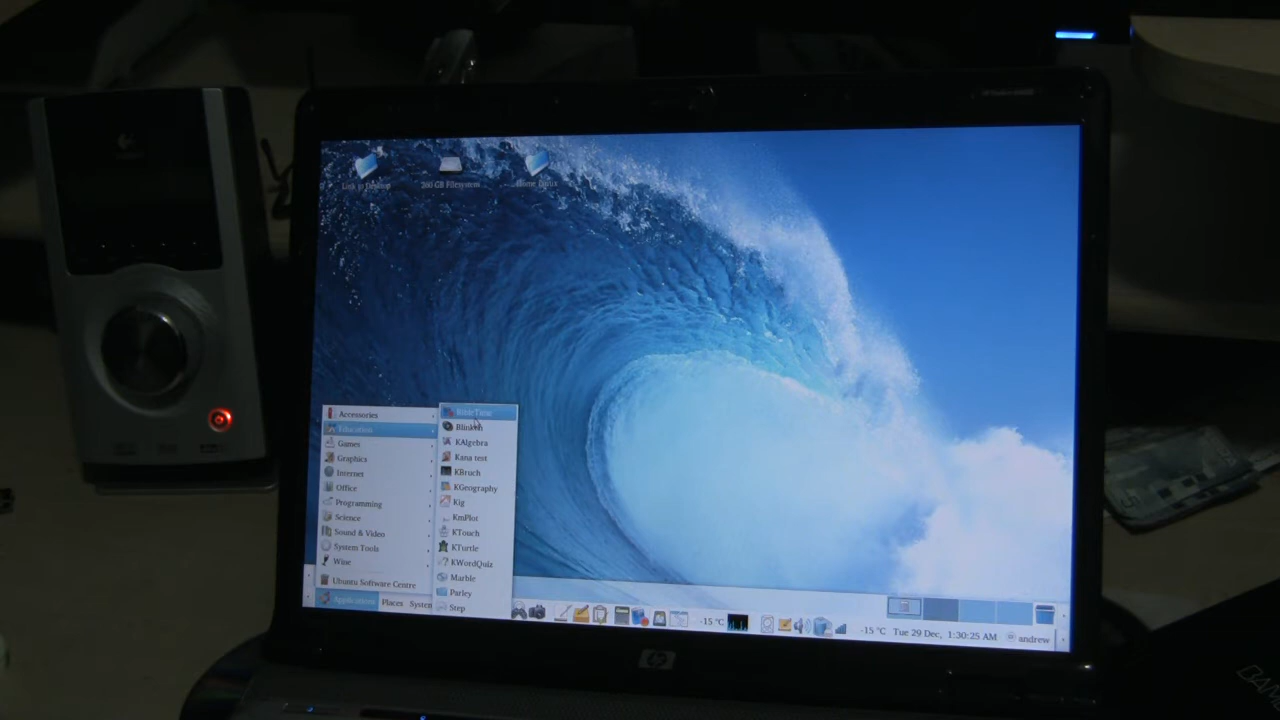 Link to Desktop
200 GB Filesystem
Accessories
Education
Games
Graphics
Internet
Office
Programming
Science
Sound & Video
System Tools
Wine
Ubuntu Software Centre
BibleTime
Blinken
KAlgebra
Kana test
KBruch
KGeography
Kig
KmPlot
KTouch
KTurtle
KWordQuiz
Marble
Parley
Step
Applications Places System
-15 °C
-15 °C Tue 29 Dec, 1:30:25 AM andrew
hp